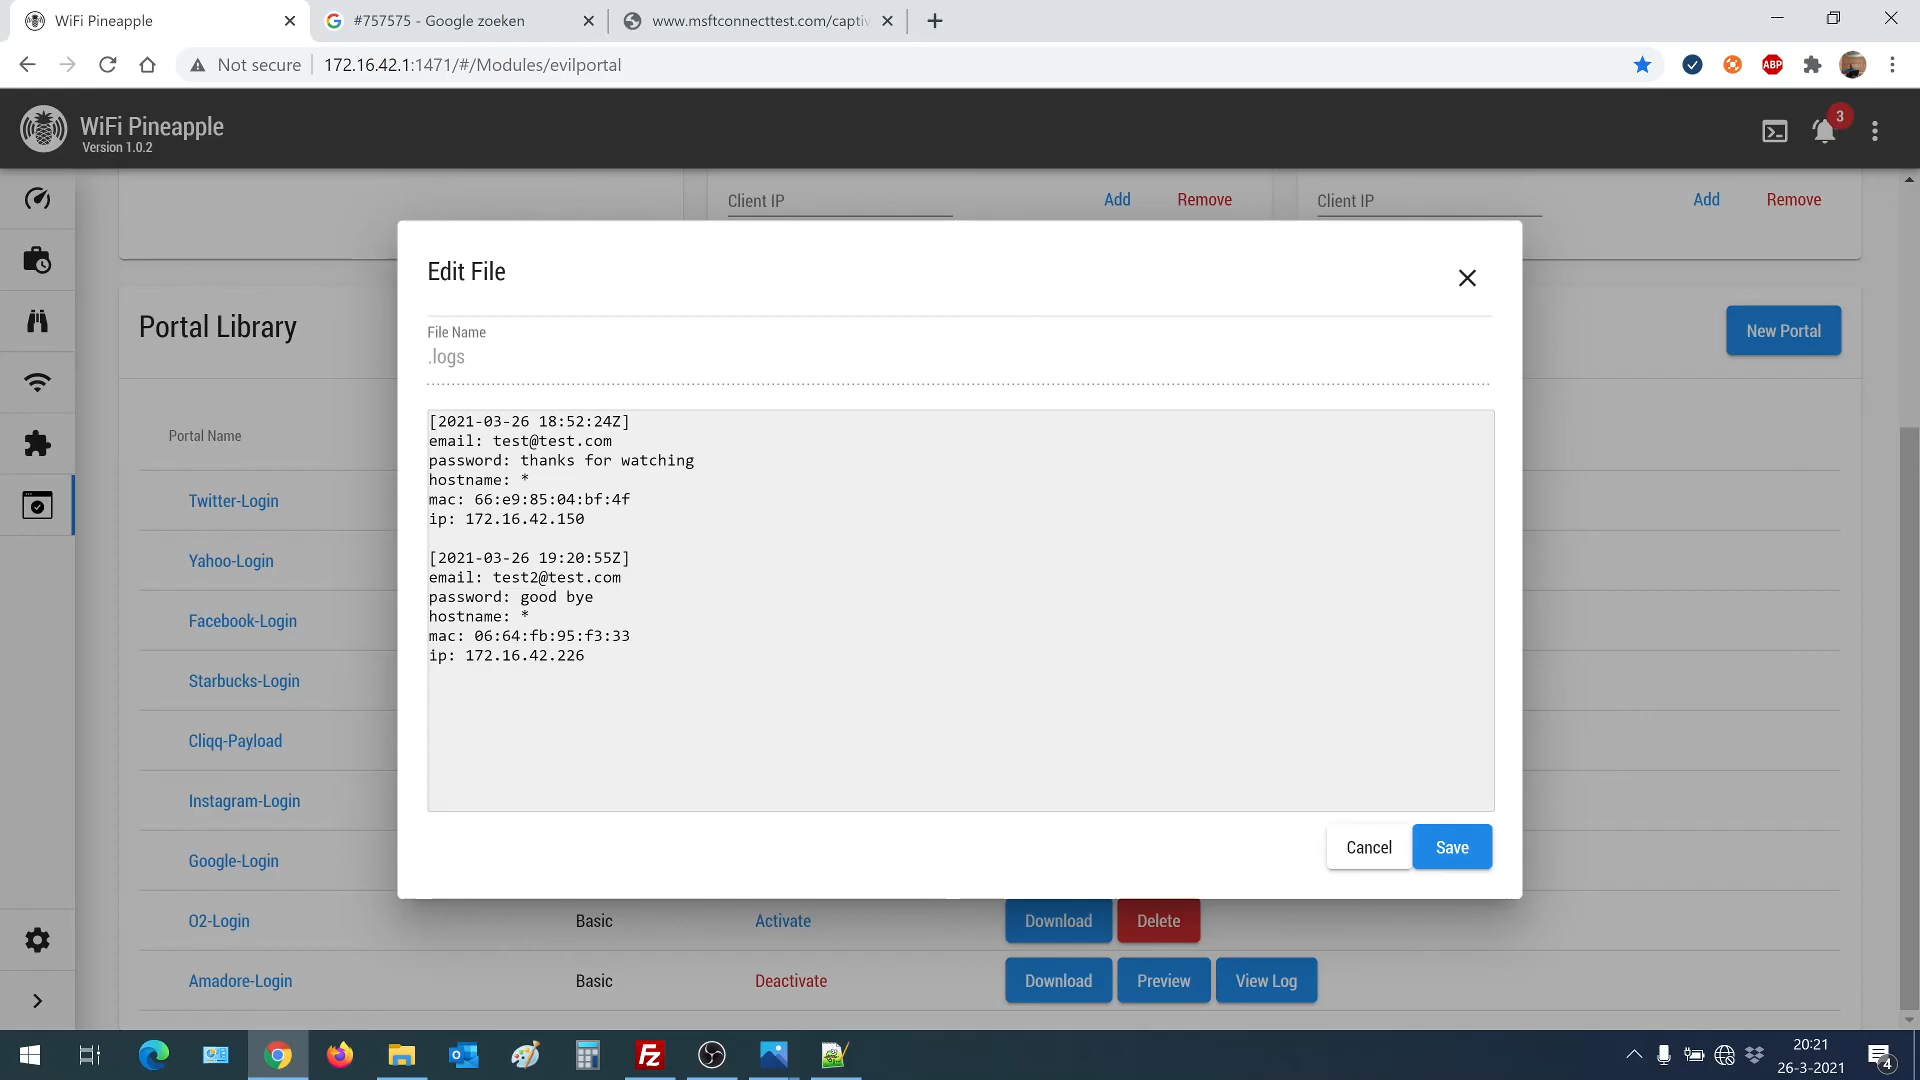 WiFi Pineapple
#757575 - Google zoeken
www.msftconnecttest.com/captiv
Not secure
172.16.42.1:1471/#/Modules/evilportal
ABP
WiFi Pineapple
Version 1.0.2
3
Client IP
Add
Remove
Client IP
Add
Remove
Portal Library
New Portal
Portal Name
Twitter-Login
Yahoo-Login
Facebook-Login
Starbucks-Login
Cliqq-Payload
Instagram-Login
Google-Login
O2-Login
Basic
Activate
Download
Delete
Amadore-Login
Basic
Deactivate
Download
Preview
View Log
Edit File
File Name
.logs
[2021-03-26 18:52:24Z]
email: test@test.com
password: thanks for watching
hostname: *
mac: 66:e9:85:04:bf:4f
ip: 172.16.42.150
[2021-03-26 19:20:55Z]
email: test2@test.com
password: good bye
hostname: *
mac: 06:64:fb:95:f3:33
ip: 172.16.42.226
Cancel
Save
20:21
26-3-2021
4